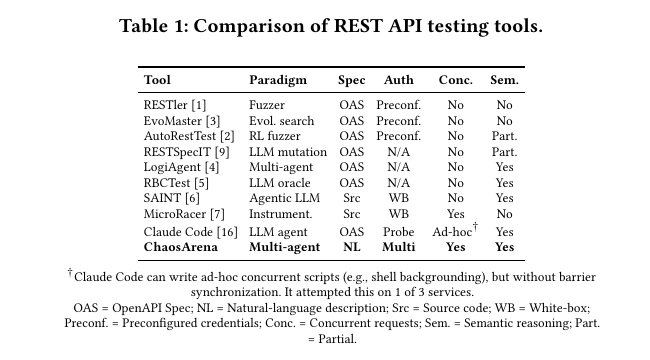 Table 1: Comparison of REST API testing tools.
Tool Paradigm Spec Auth Conc. Sem.
RESTler [1] Fuzzer OAS Preconf. No No
EvoMaster [3] Evol. search OAS Preconf. No No
AutoRestTest [2] RL fuzzer OAS Preconf. No Part.
RESTSpecIT [9] LLM mutation OAS N/A No Part.
LogiAgent [4] Multi-agent OAS N/A No Yes
RBCTest [5] LLM oracle OAS N/A No Yes
SAINT [6] Agentic LLM Src WB No Yes
MicroRacer [7] Instrument. Src WB Yes No
Claude Code [16] LLM agent OAS Probe Ad-hoc† Yes
ChaosArena Multi-agent NL Multi Yes Yes
†Claude Code can write ad-hoc concurrent scripts (e.g., shell backgrounding), but without barrier
synchronization. It attempted this on 1 of 3 services.
OAS = OpenAPI Spec; NL = Natural-language description; Src = Source code; WB = White-box;
Preconf. = Preconfigured credentials; Conc. = Concurrent requests; Sem. = Semantic reasoning; Part.
= Partial.